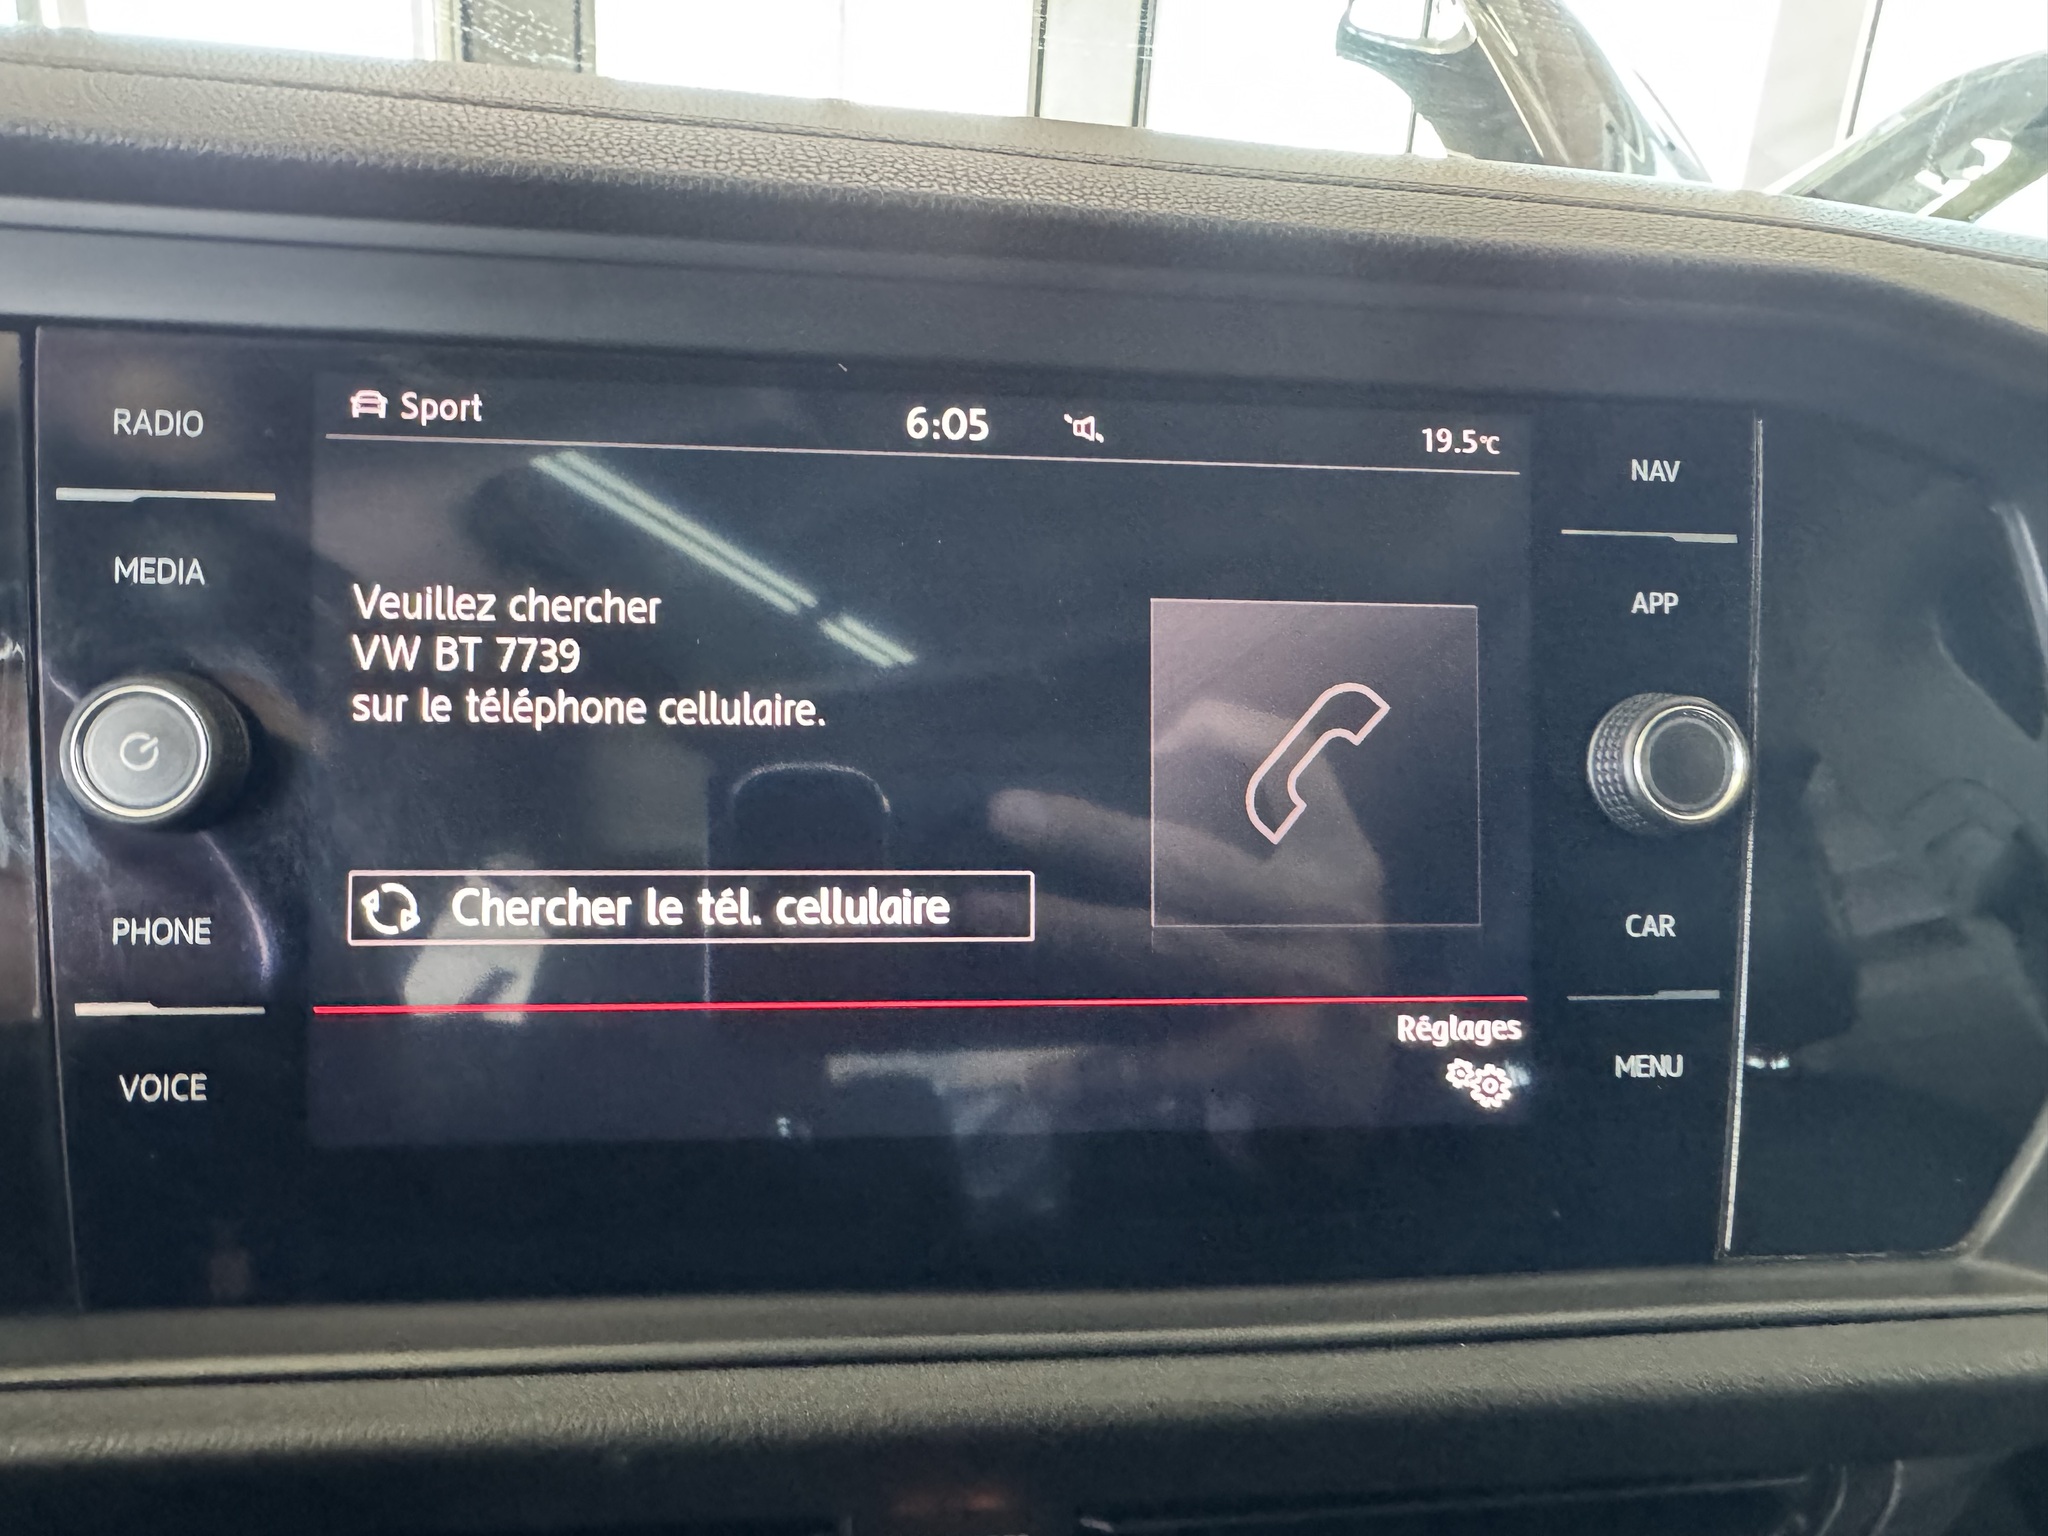 RADIO
MEDIA
PHONE
VOICE
Sport
6:05
19.5°C
Veuillez chercher
VW BT 7739
sur le téléphone cellulaire.
Chercher le tél. cellulaire
Réglages
NAV
APP
CAR
MENU